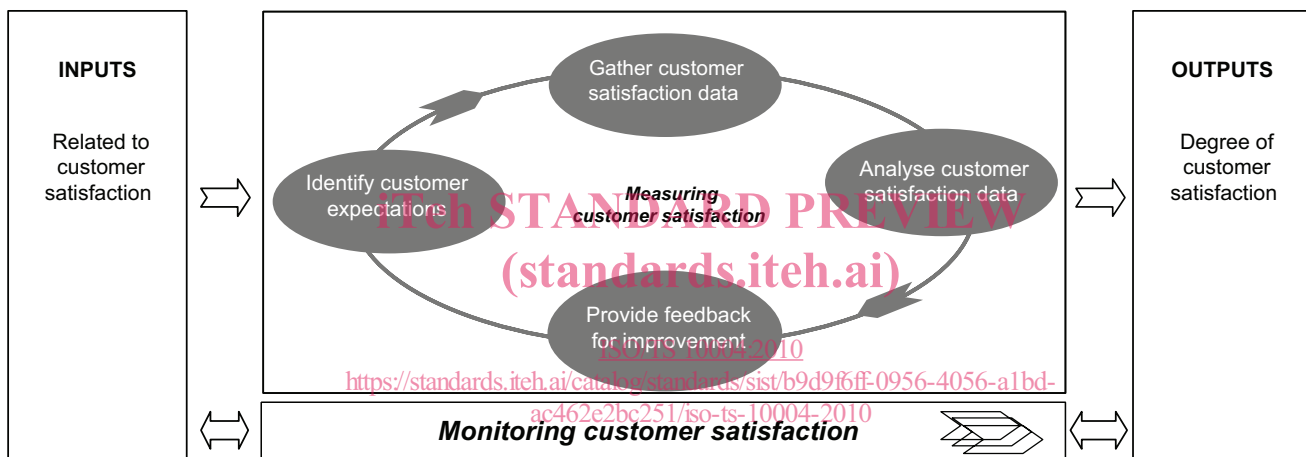 INPUTS
Related to
customer
satisfaction
Gather customer
satisfaction data
Identify customer
expectations
Measuring
customer satisfaction
Analyse customer
satisfaction data
Provide feedback
for improvement
OUTPUTS
Degree of
customer
satisfaction
iTeh STANDARD PREVIEW
(standards.iteh.ai)
ISO/TS 10004:2010
https://standards.iteh.ai/catalog/standards/sist/b9d9f6ff-0956-4056-a1bd-
ac462e2bc251/iso-ts-10004-2010
Monitoring customer satisfaction